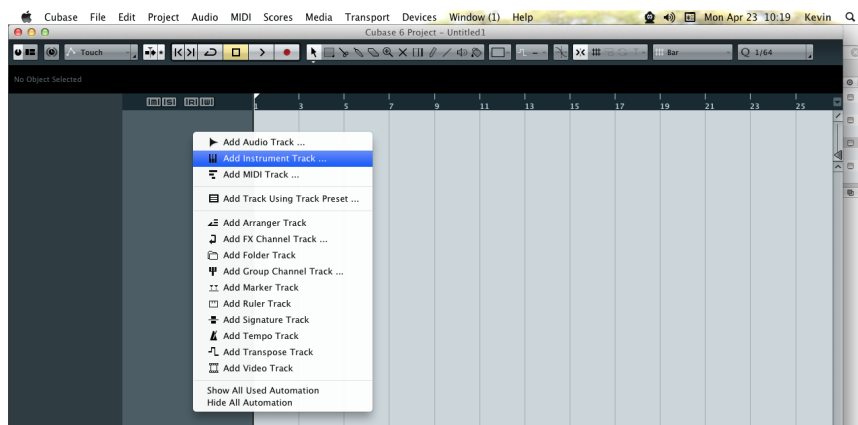 Cubase File Edit Project Audio MIDI Scores Media Transport Devices Window (1) Help Mon Apr 23 10:19 Kevin
Cubase 6 Project - Untitled1
Touch Bar Q 1/64
No Object Selected
M S R W
1 3 5 7 9 11 13 15 17 19 21 23 25
Add Audio Track ...
Add Instrument Track ...
Add MIDI Track ...
Add Track Using Track Preset ...
Add Arranger Track
Add FX Channel Track ...
Add Folder Track
Add Group Channel Track ...
Add Marker Track
Add Ruler Track
Add Signature Track
Add Tempo Track
Add Transpose Track
Add Video Track
Show All Used Automation
Hide All Automation